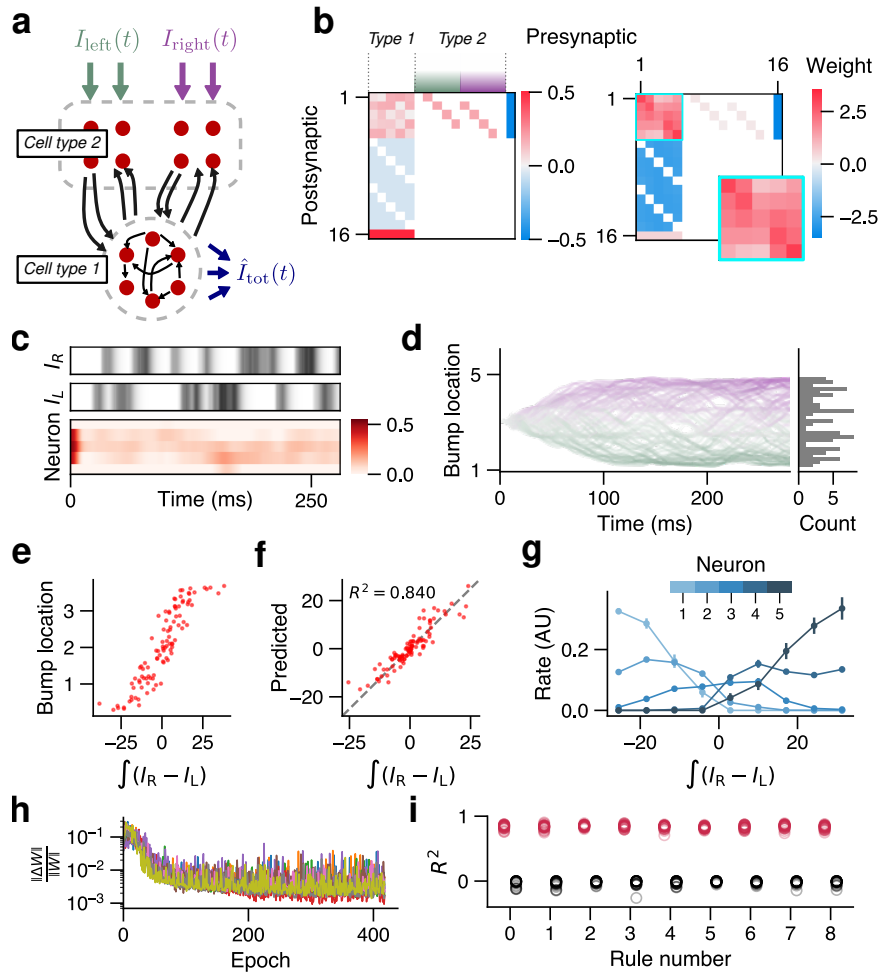 a
I_left(t)
I_right(t)
Cell type 2
Cell type 1
Î_tot(t)
b
Type 1
Type 2
Presynaptic
1
16
Weight
Postsynaptic
1
16
0.5
0.0
−0.5
1
16
2.5
0.0
−2.5
c
I_R
I_L
Neuron
0.5
0.0
0
250
Time (ms)
d
Bump location
5
1
100
200
Time (ms)
0
5
Count
e
Bump location
3
2
1
−25
0
25
∫(I_R − I_L)
f
R² = 0.840
Predicted
20
0
−20
−25
0
25
∫(I_R − I_L)
g
Neuron
1 2 3 4 5
Rate (AU)
0.2
0.0
−20
0
20
∫(I_R − I_L)
h
‖ΔW‖
‖W‖
10⁻¹
10⁻²
10⁻³
0
200
400
Epoch
i
R²
1
0
0 1 2 3 4 5 6 7 8
Rule number